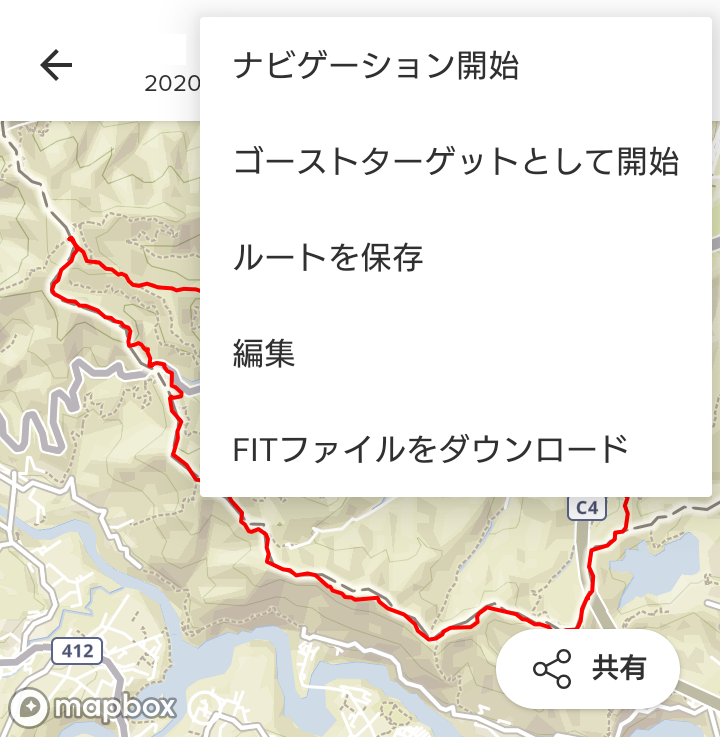 2020
ナビゲーション開始
ゴーストターゲットとして開始
ルートを保存
編集
FITファイルをダウンロード
C4
412
共有
mapbox